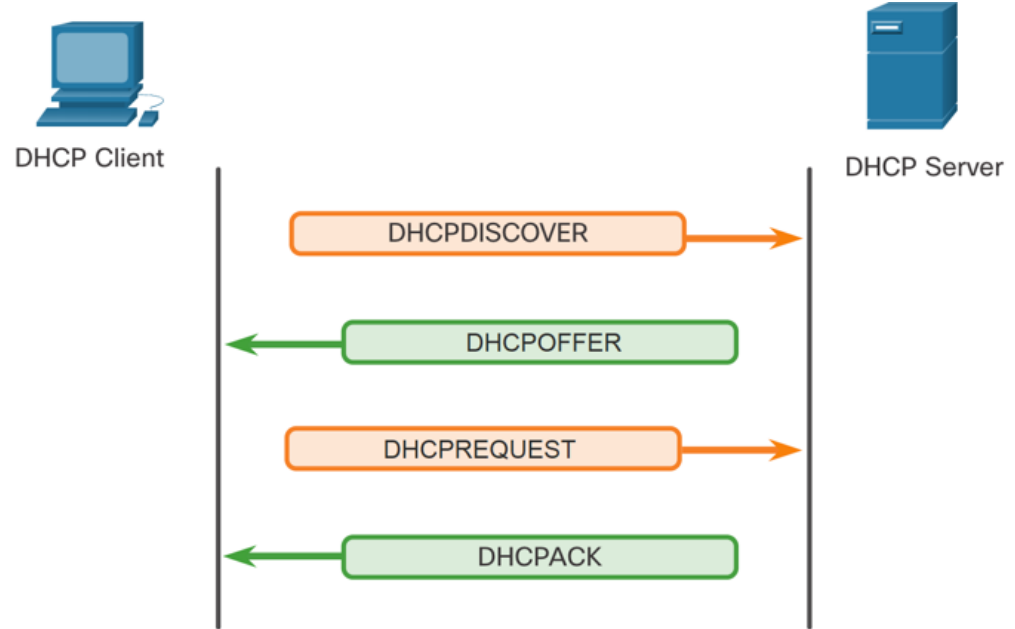 DHCP Client
DHCP Server
DHCPDISCOVER
DHCPOFFER
DHCPREQUEST
DHCPACK